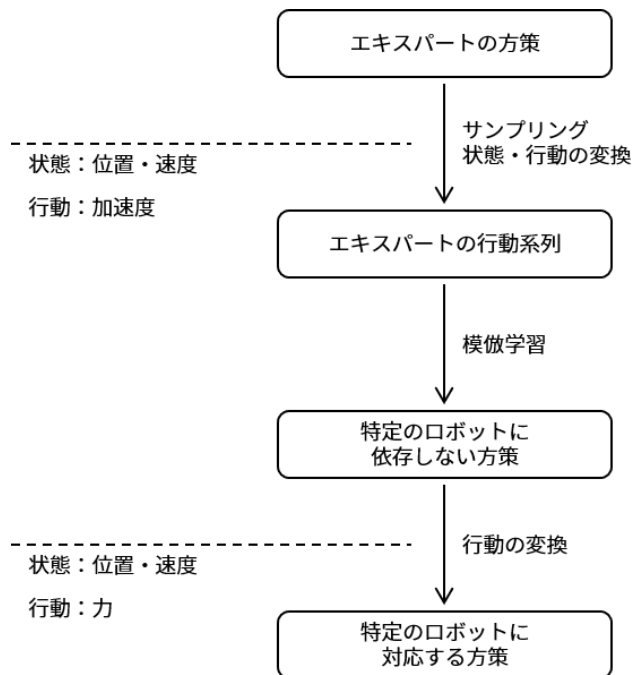 エキスパートの方策
サンプリング
状態・行動の変換
状態：位置・速度
行動：加速度
エキスパートの行動系列
模倣学習
特定のロボットに
依存しない方策
行動の変換
状態：位置・速度
行動：力
特定のロボットに
対応する方策